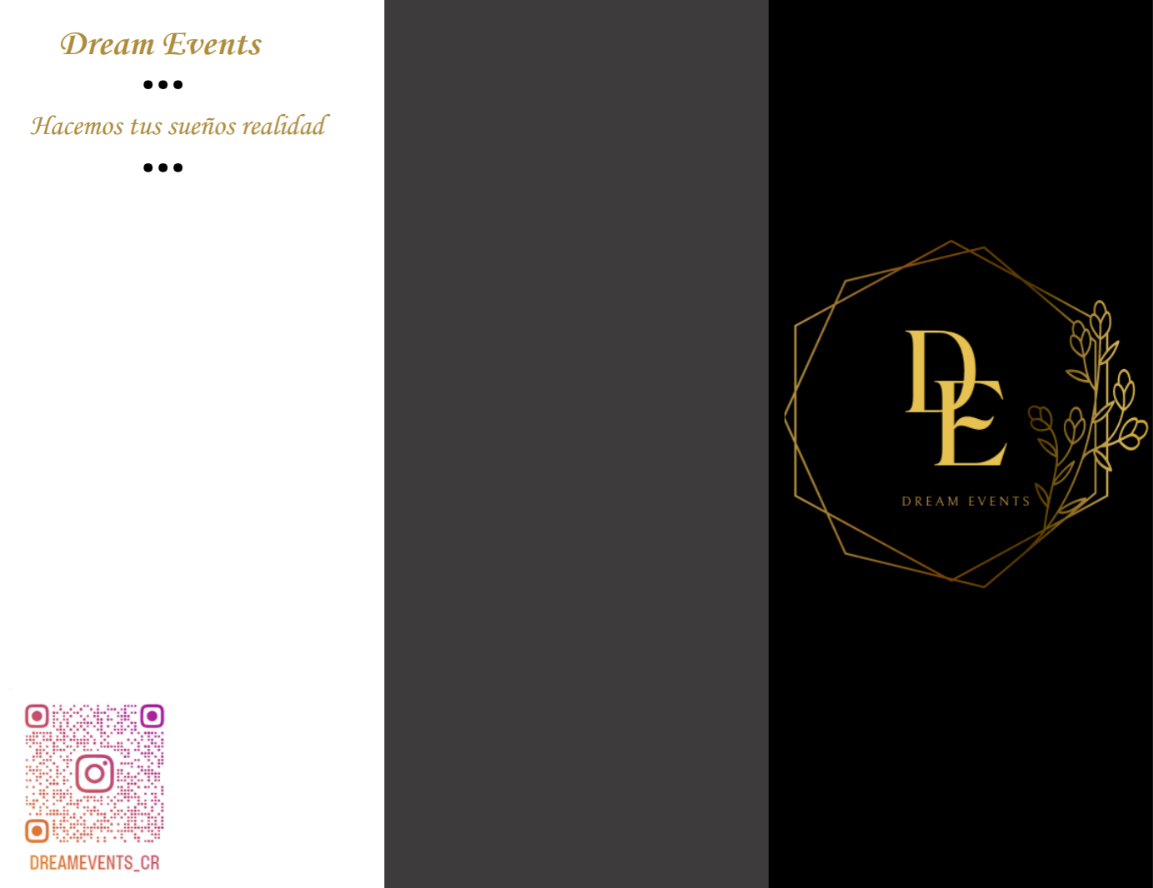 Dream Events
•••
Hacemos tus sueños realidad
•••
DREAMEVENTS_CR
DE
DREAM EVENTS